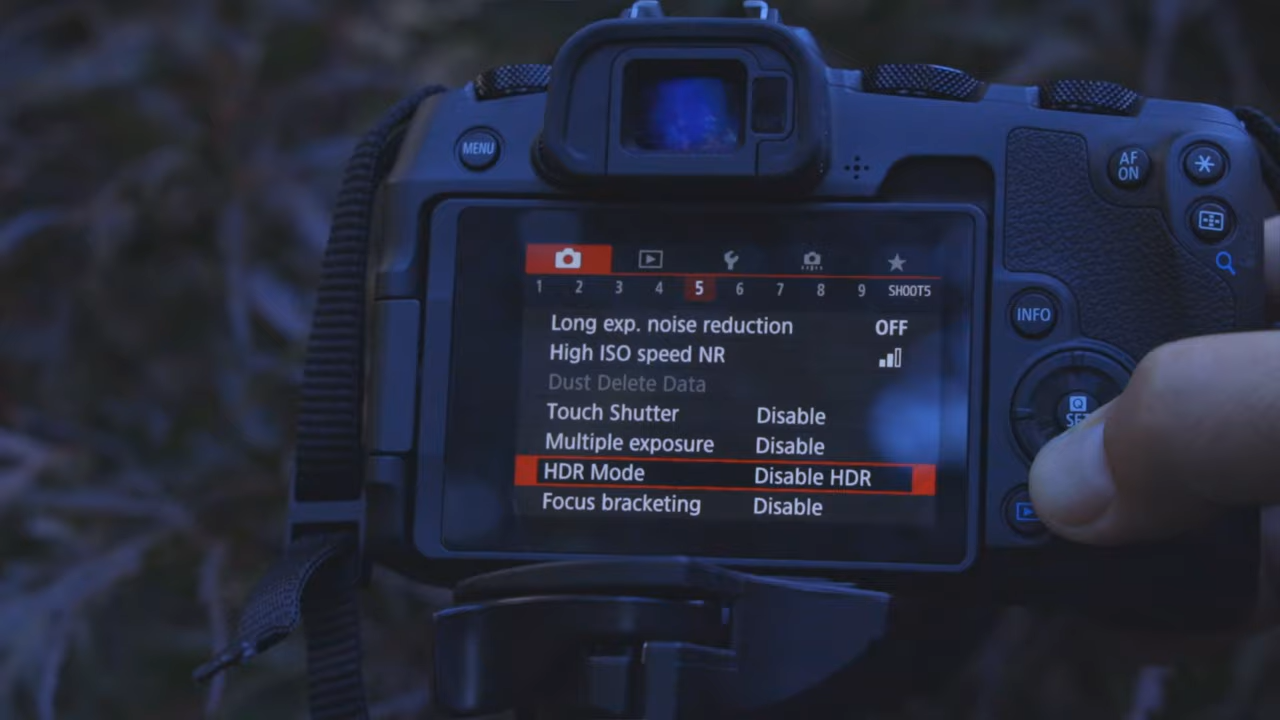 MENU
AF
ON
1 2 3 4 5 6 7 8 9 SHOOT5
INFO
Long exp. noise reduction OFF
High ISO speed NR
Dust Delete Data
Touch Shutter Disable
Multiple exposure Disable
HDR Mode Disable HDR
Focus bracketing Disable
Q